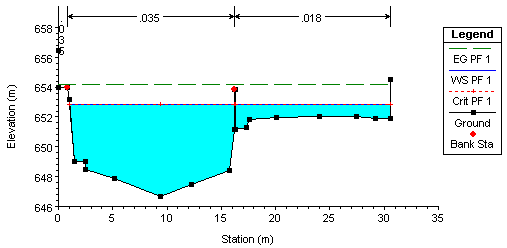 .035
.035
.018
658
656
654
652
650
648
646
Elevation (m)
0
5
10
15
20
25
30
35
Station (m)
Legend
EG PF 1
WS PF 1
Crit PF 1
Ground
Bank Sta